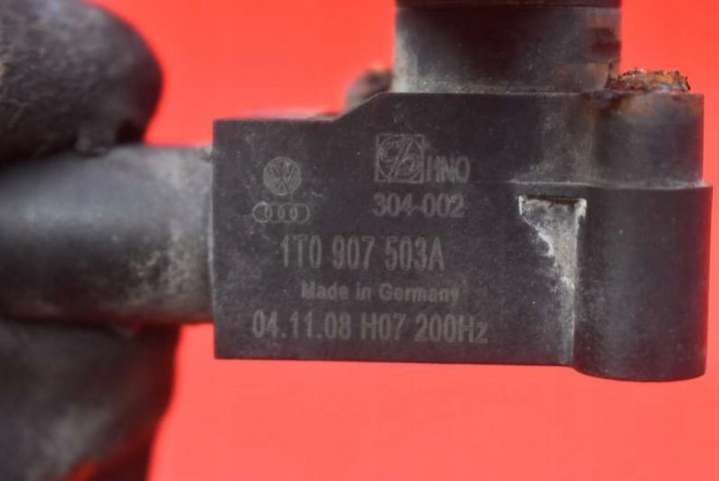 HNO
304-002
1T0 907 503A
Made in Germany
04.11.08 H07 200Hz